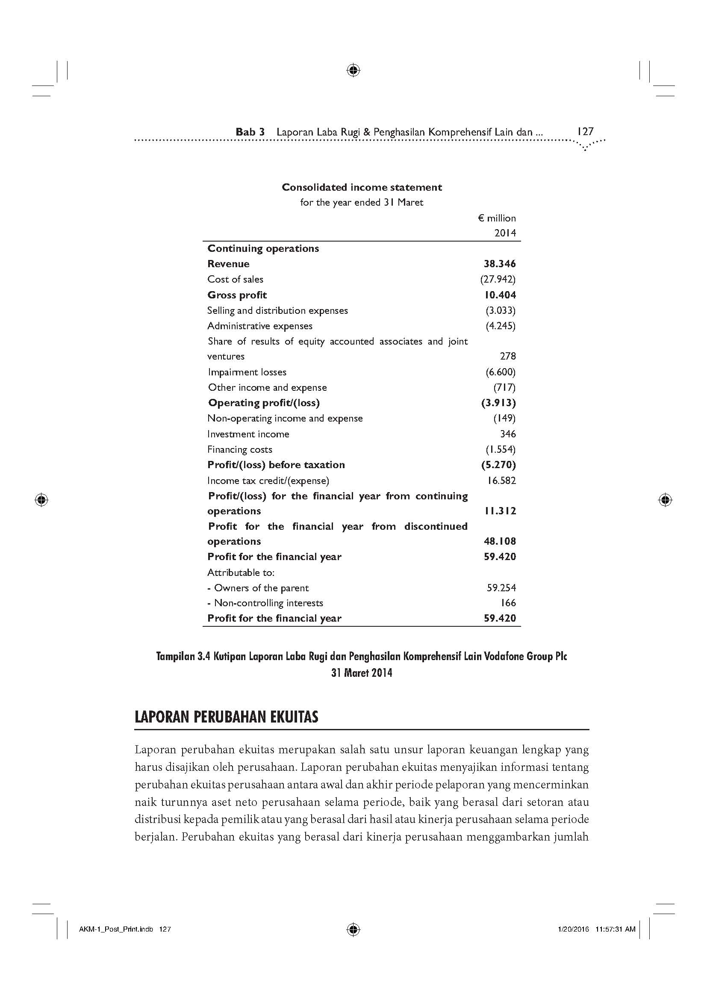 Bab 3 Laporan Laba Rugi & Penghasilan Komprehensif Lain dan ... 127
Consolidated income statement
for the year ended 31 Maret
€ million
2014
Continuing operations
Revenue 38.346
Cost of sales (27.942)
Gross profit 10.404
Selling and distribution expenses (3.033)
Administrative expenses (4.245)
Share of results of equity accounted associates and joint
ventures 278
Impairment losses (6.600)
Other income and expense (717)
Operating profit/(loss) (3.913)
Non-operating income and expense (149)
Investment income 346
Financing costs (1.554)
Profit/(loss) before taxation (5.270)
Income tax credit/(expense) 16.582
Profit/(loss) for the financial year from continuing
operations 11.312
Profit for the financial year from discontinued
operations 48.108
Profit for the financial year 59.420
Attributable to:
- Owners of the parent 59.254
- Non-controlling interests 166
Profit for the financial year 59.420
Tampilan 3.4 Kutipan Laporan Laba Rugi dan Penghasilan Komprehensif Lain Vodafone Group Plc
31 Maret 2014
LAPORAN PERUBAHAN EKUITAS
Laporan perubahan ekuitas merupakan salah satu unsur laporan keuangan lengkap yang
harus disajikan oleh perusahaan. Laporan perubahan ekuitas menyajikan informasi tentang
perubahan ekuitas perusahaan antara awal dan akhir periode pelaporan yang mencerminkan
naik turunnya aset neto perusahaan selama periode, baik yang berasal dari setoran atau
distribusi kepada pemilik atau yang berasal dari hasil atau kinerja perusahaan selama periode
berjalan. Perubahan ekuitas yang berasal dari kinerja perusahaan menggambarkan jumlah
AKM-1_Post_Print.indb 127 1/20/2016 11:57:31 AM